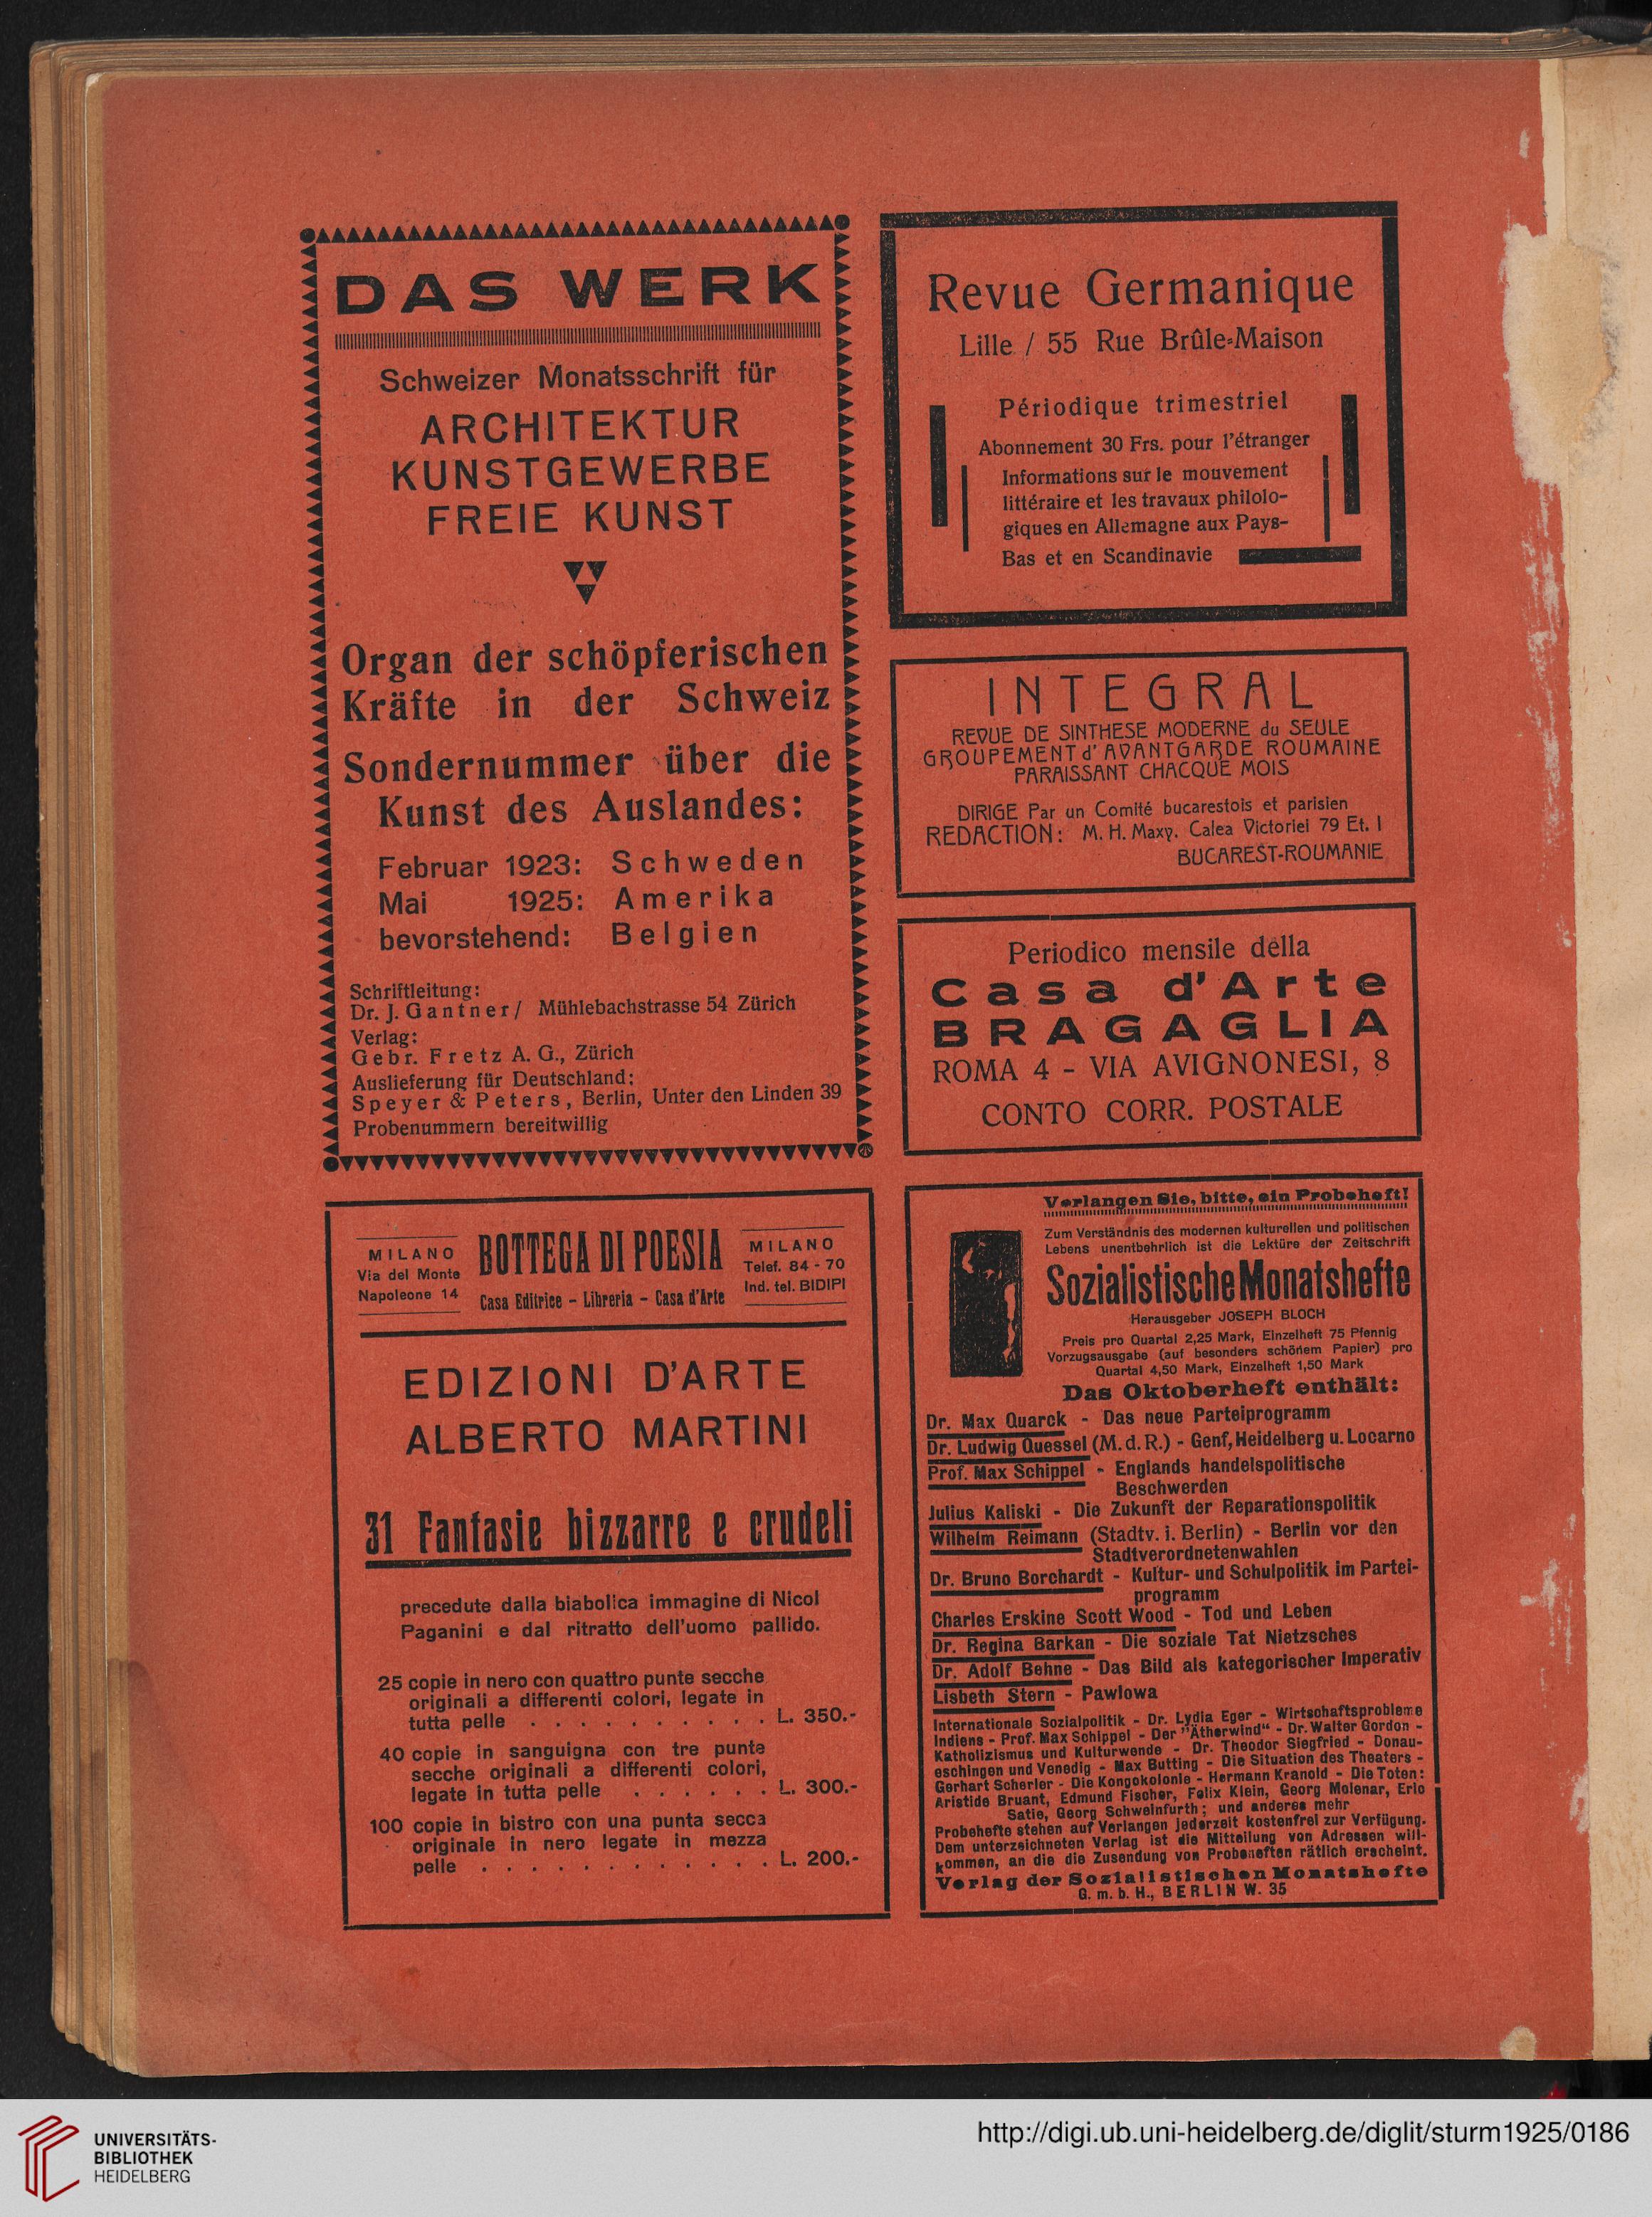 DAS WERK
Schweizer Monatsschrift für
ARCHITEKTUR
KUNSTGEWERBE
FREIE KUNST
Organ der schöpferischen
Kräfte in der Schweiz
Sondernummer über die
Kunst des Auslandes:
Februar 1923: Schweden
Mai 1925: Amerika
bevorstehend: Belgien
Schriftleitung:
Dr. J. Gantner / Mühlebachstrasse 54 Zürich
Verlag:
Gebr. Fretz A. G., Zürich
Auslieferung für Deutschland:
Speyer & Peters, Berlin, Unter den Linden 39
Probenummern bereitwillig
Revue Germanique
Lille / 55 Rue Brûle-Maison
Périodique trimestriel
Abonnement 30 Frs. pour l'étranger
Informations sur le mouvement
littéraire et les travaux philolo-
giques en Allemagne aux Pays-
Bas et en Scandinavie
INTEGRAL
REVUE DE SINTHESE MODERNE du SEULE
GROUPEMENT d' AVANTGARDE ROUMAINE
PARAISSANT CHACQUE MOIS
DIRIGE Par un Comité bucarestois et parisien
REDACTION: M. H. Maxy. Calea Victoriei 79 Et. I
BUCAREST-ROUMANIE
Periodico mensile della
Casa d'Arte
BRAGAGLIA
ROMA 4 - VIA AVIGNONESI, 8
CONTO CORR. POSTALE
MILANO
Via del Monte
Napoleone 14
BOTTEGA DI POESIA
Casa Editrice - Libreria - Casa d'Arte
MILANO
Telef. 84 - 70
Ind. tel. BIDIPI
EDIZIONI D'ARTE
ALBERTO MARTINI
31 Fantasie bizzarre e crudeli
precedute dalla biabolica immagine di Nicol
Paganini e dal ritratto dell'uomo pallido.
25 copie in nero con quattro punte secche
originali a differenti colori, legate in
tutta pelle . . . . . . . . . . L. 350.-
40 copie in sanguigna con tre punte
secche originali a differenti colori,
legate in tutta pelle . . . . . . L. 300.-
100 copie in bistro con una punta secca
originale in nero legate in mezza
pelle . . . . . . . . . . . . L. 200.-
Verlangen Sie, bitte, ein Probeheft!
Zum Verständnis des modernen kulturellen und politischen
Lebens unentbehrlich ist die Lektüre der Zeitschrift
Sozialistische Monatshefte
Herausgeber JOSEPH BLOCH
Preis pro Quartal 2,25 Mark, Einzelheft 75 Pfennig
Vorzugsausgabe (auf besonders schönem Papier) pro
Quartal 4,50 Mark, Einzelheft 1,50 Mark
Das Oktoberheft enthält:
Dr. Max Quarck - Das neue Parteiprogramm
Dr. Ludwig Quessel (M. d. R.) - Genf, Heidelberg u. Locarno
Prof. Max Schippel - Englands handelspolitische
Beschwerden
Julius Kaliski - Die Zukunft der Reparationspolitik
Wilhelm Reimann (Stadtv. i. Berlin) - Berlin vor den
Stadtverordnetenwahlen
Dr. Bruno Borchardt - Kultur- und Schulpolitik im Partei-
programm
Charles Erskine Scott Wood - Tod und Leben
Dr. Regina Barkan - Die soziale Tat Nietzsches
Dr. Adolf Behne - Das Bild als kategorischer Imperativ
Lisbeth Stern - Pawlowa
Internationale Sozialpolitik - Dr. Lydia Eger - Wirtschaftsprobleme
Indiens - Prof. Max Schippel - Der "Ätherwind" - Dr. Walter Gordon -
Katholizismus und Kulturwende - Dr. Theodor Siegfried - Donau-
eschingen und Venedig - Max Butting - Die Situation des Theaters -
Gerhart Scherler - Die Kongokolonie - Hermann Kranold - Die Toten:
Aristide Bruant, Edmund Fischer, Felix Klein, Georg Molenar, Eric
Satie, Georg Schweinfurth; und anderes mehr
Probehefte stehen auf Verlangen jederzeit kostenfrei zur Verfügung.
Dem unterzeichneten Verlag ist die Mitteilung von Adressen will-
kommen, an die die Zusendung von Probeheften rätlich erscheint.
Verlag der Sozialistischen Monatshefte
G. m. b. H., BERLIN W. 35
UNIVERSITÄTS-
BIBLIOTHEK
HEIDELBERG
http://digi.ub.uni-heidelberg.de/diglit/sturm1925/0186